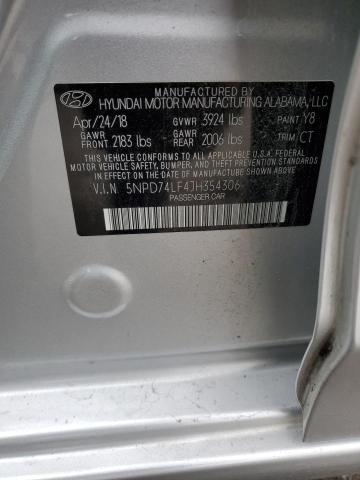 MANUFACTURED BY
HYUNDAI MOTOR MANUFACTURING ALABAMA, LLC
Apr/24/18 GVWR 3924 lbs PAINT Y8
GAWR FRONT 2183 lbs GAWR REAR 2006 lbs TRIM CT
THIS VEHICLE CONFORMS TO ALL APPLICABLE U.S. FEDERAL
MOTOR VEHICLE SAFETY, BUMPER, AND THEFT PREVENTION
STANDARDS IN EFFECT ON THE DATE OF MANUFACTURE SHOWN ABOVE.
V.I.N 5NPD74LF4JH354306
PASSENGER CAR